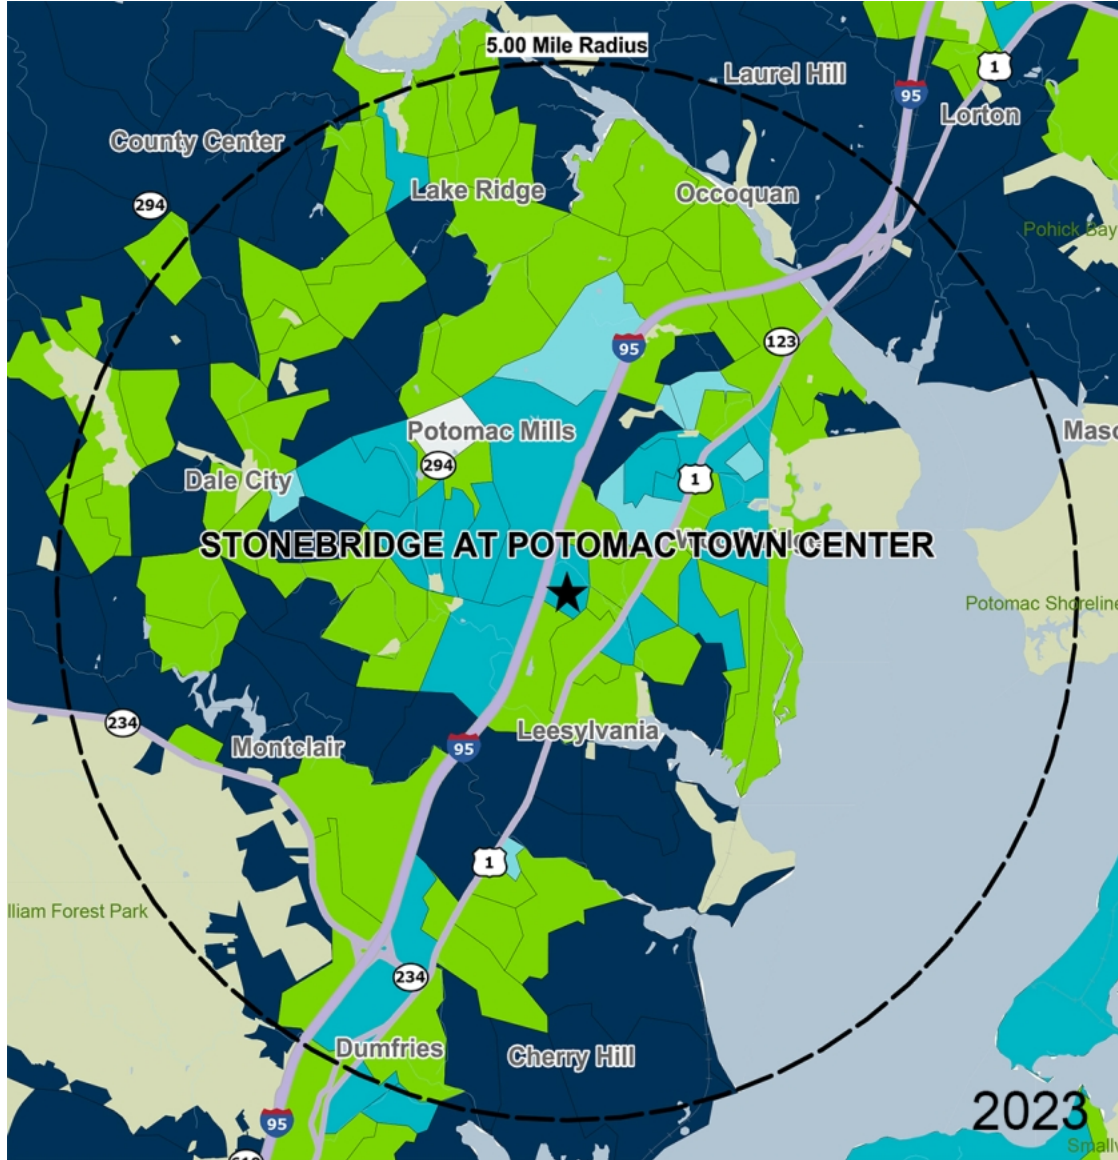 5.00 Mile Radius
1
Laurel Hill
95
Lorton
County Center
Lake Ridge
Occoquan
294
Pohick Bay
95
123
Potomac Mills
Masc
294
Dale City
1
STONEBRIDGE AT POTOMAC TOWN CENTER
Potomac Shoreline
234
Leesylvania
Montclair
95
1
lliam Forest Park
234
Dumfries
Cherry Hill
2023
95
Smallw